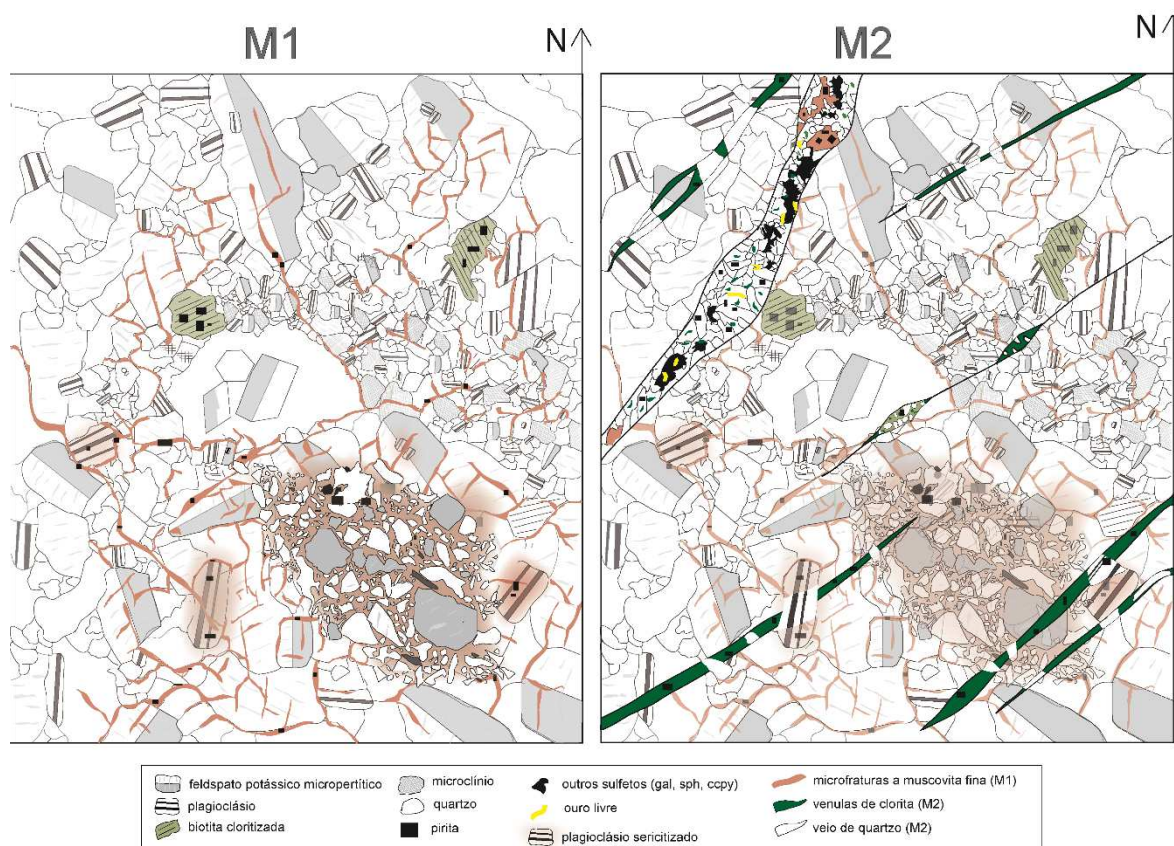 M1
N
M2
N
feldspato potássico micropertítico
plagioclásio
biotita cloritizada
microclínio
quartzo
pirita
outros sulfetos (gal, sph, ccpy)
ouro livre
plagioclásio sericitizado
microfraturas a muscovita fina (M1)
venulas de clorita (M2)
veio de quartzo (M2)